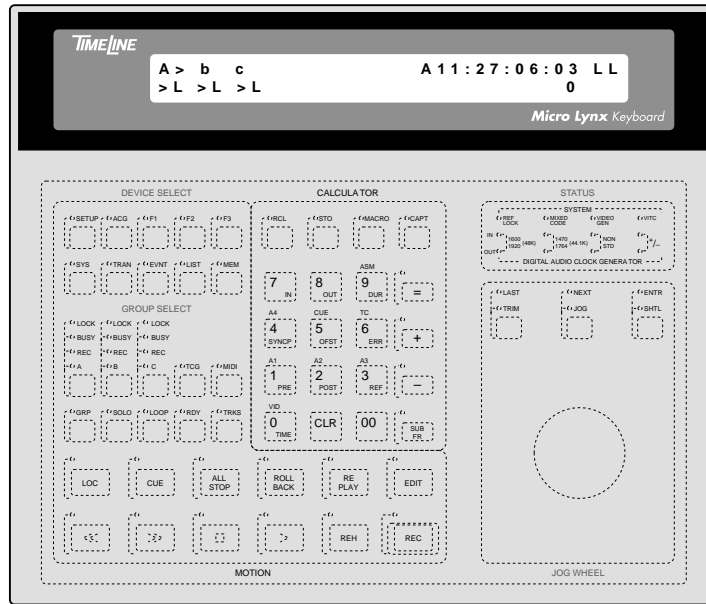 TimeLine
A > b c A 1 1 : 2 7 : 0 6 : 0 3 L L
> L > L > L 0
Micro Lynx Keyboard
DEVICE SELECT
CALCULATOR
STATUS
SETUP ACG F1 F2 F3
RCL STO MACRO CAPT
SYSTEM
REF LOCK MIXED CODE VIDEO GEN VITC
IN 1600 1920 (48K) 1470 1764 (44.1K) NON STD +/–
OUT
DIGITAL AUDIO CLOCK GENERATOR
SYS TRAN EVNT LIST MEM
ASM
7 IN 8 OUT 9 DUR =
LAST NEXT ENTR
TRIM JOG SHTL
GROUP SELECT
LOCK LOCK LOCK
BUSY BUSY BUSY
REC REC REC
A B C TCG MIDI
A4 CUE TC
4 SYNCP 5 OFST 6 ERR +
A1 A2 A3
1 PRE 2 POST 3 REF –
GRP SOLO LOOP RDY TRKS
VID
0 TIME CLR 00 SUB FR
LOC CUE ALL STOP ROLL BACK RE PLAY EDIT
REH REC
MOTION
JOG WHEEL